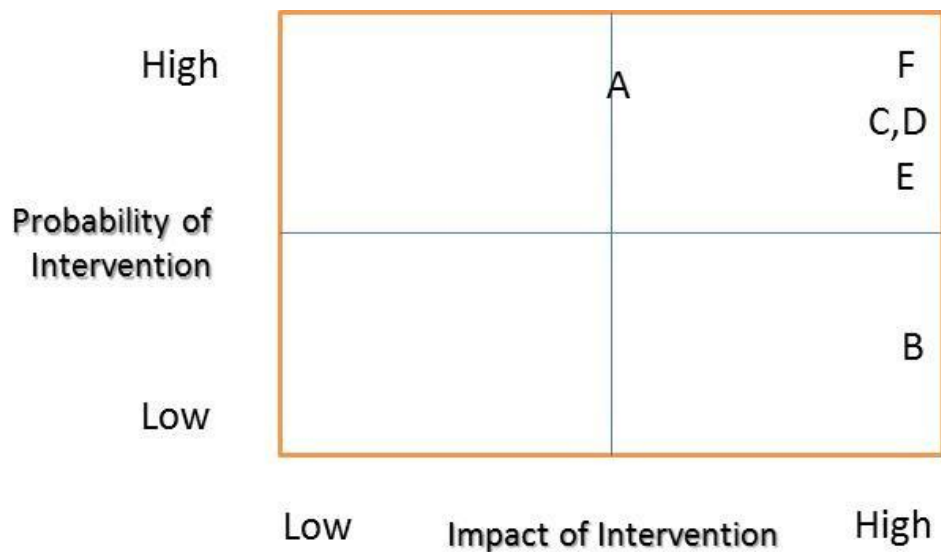 High
F
A
C,D
E
Probability of
Intervention
B
Low
Low
Impact of Intervention
High